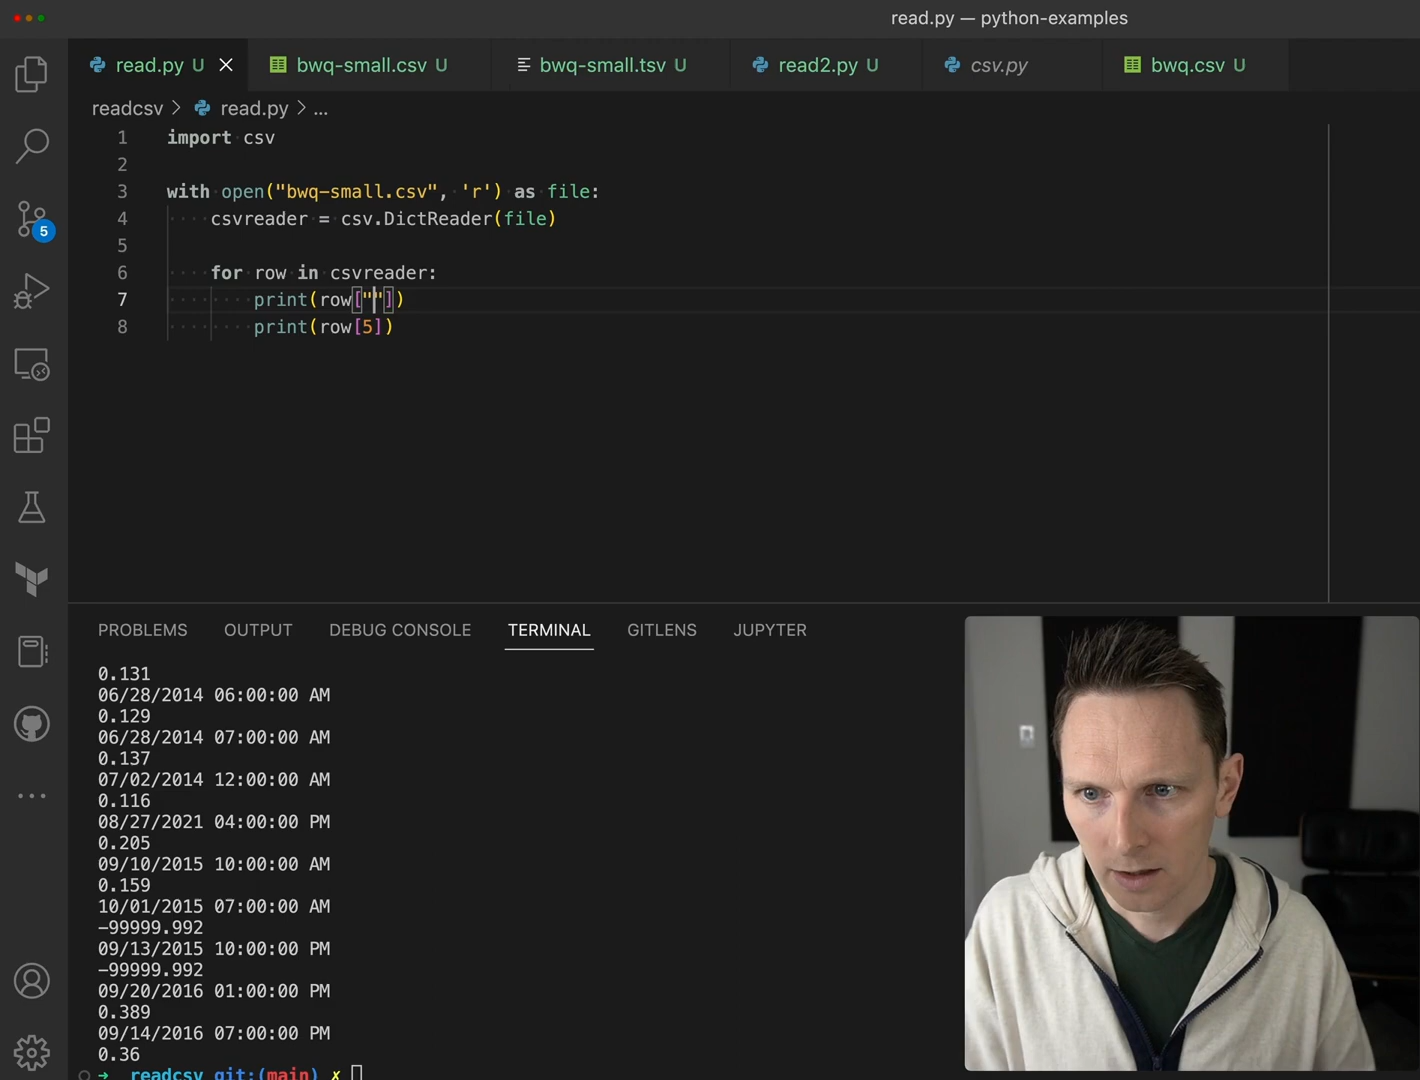 read.py — python-examples
read.py U bwq-small.csv U bwq-small.tsv U read2.py U csv.py bwq.csv U
readcsv > read.py > ...
1 import csv
2
3 with open("bwq-small.csv", 'r') as file:
4 csvreader = csv.DictReader(file)
5
6 for row in csvreader:
7 print(row[""])
8 print(row[5])
5
PROBLEMS OUTPUT DEBUG CONSOLE TERMINAL GITLENS JUPYTER
0.131
06/28/2014 06:00:00 AM
0.129
06/28/2014 07:00:00 AM
0.137
07/02/2014 12:00:00 AM
0.116
08/27/2021 04:00:00 PM
0.205
09/10/2015 10:00:00 AM
0.159
10/01/2015 07:00:00 AM
-99999.992
09/13/2015 10:00:00 PM
-99999.992
09/20/2016 01:00:00 PM
0.389
09/14/2016 07:00:00 PM
0.36
➜ readcsv git:(main) ✗